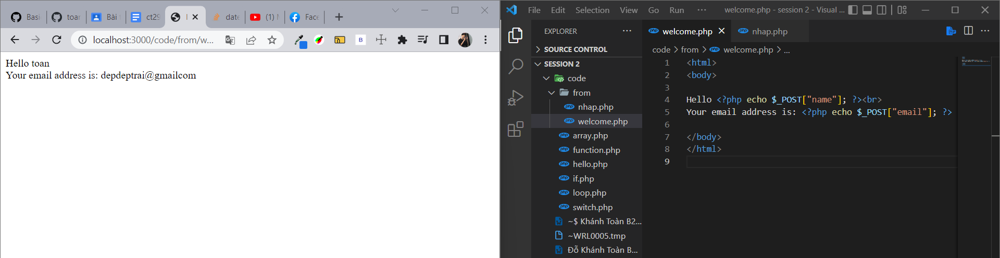 Basi
toar
Bài
ct29
date
(1) M
Face
localhost:3000/code/from/w...
Hello toan
Your email address is: depdeptrai@gmailcom
File Edit Selection View Go Run ··· welcome.php - session 2 - Visual ...
EXPLORER ···
SOURCE CONTROL
SESSION 2
code
from
nhap.php
welcome.php
array.php
function.php
hello.php
if.php
loop.php
switch.php
~$ Khánh Toàn B2...
~WRL0005.tmp
Đỗ Khánh Toàn B...
welcome.php nhap.php
code > from > welcome.php > ...
1 <html>
2 <body>
3
4 Hello <?php echo $_POST["name"]; ?><br>
5 Your email address is: <?php echo $_POST["email"]; ?>
6
7 </body>
8 </html>
9